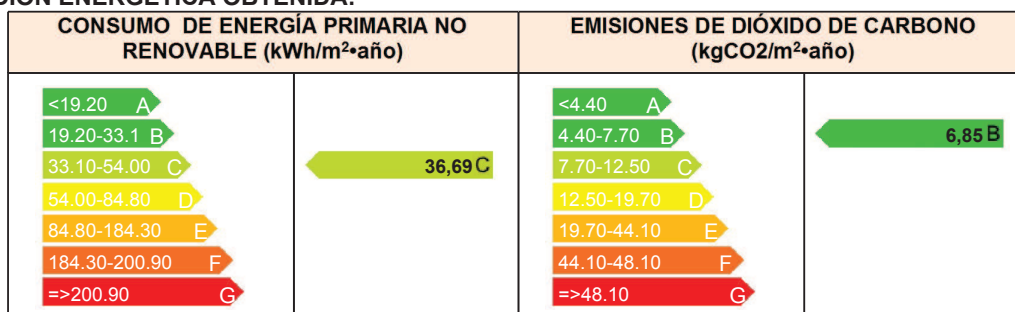 SIÓN ENERGÉTICA OBTENIDA:
CONSUMO DE ENERGÍA PRIMARIA NO
RENOVABLE (kWh/m²•año)
<19.20 A
19.20-33.1 B
33.10-54.00 C
54.00-84.80 D
84.80-184.30 E
184.30-200.90 F
=>200.90 G
36,69 C
EMISIONES DE DIÓXIDO DE CARBONO
(kgCO2/m²•año)
<4.40 A
4.40-7.70 B
7.70-12.50 C
12.50-19.70 D
19.70-44.10 E
44.10-48.10 F
=>48.10 G
6,85 B